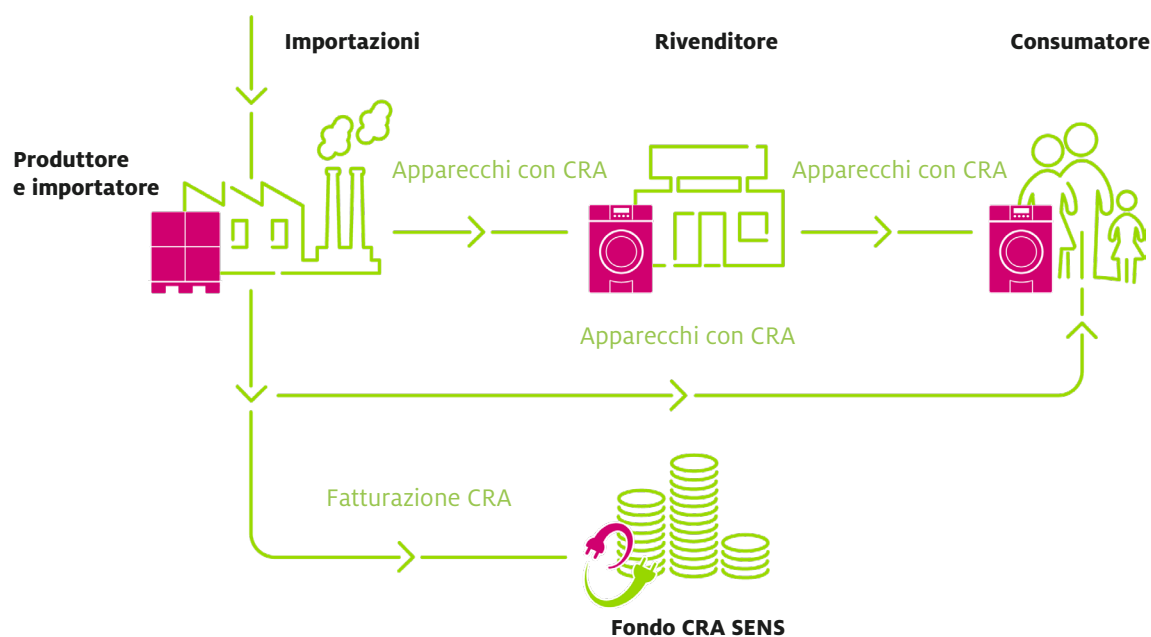 Importazioni
Rivenditore
Consumatore
Produttore
e importatore
Apparecchi con CRA
Apparecchi con CRA
Apparecchi con CRA
Fatturazione CRA
Fondo CRA SENS